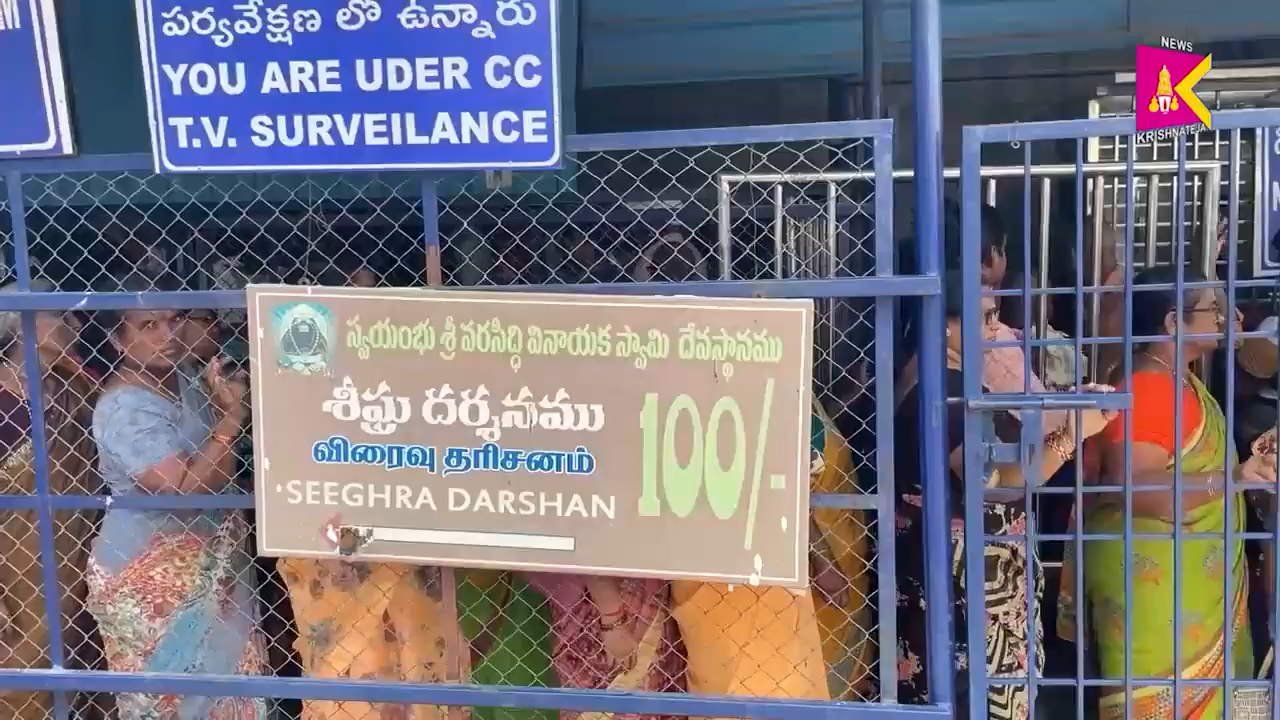 పర్యవేక్షణ లో ఉన్నారు
YOU ARE UDER CC
T.V. SURVEILANCE
NEWS
KRISHNATEJA
స్వయంభు శ్రీ వరసిద్ధి వినాయక స్వామి దేవస్థానము
శీఘ్ర దర్శనము
விரைவு தரிசனம்
SEEGHRA DARSHAN
100/-